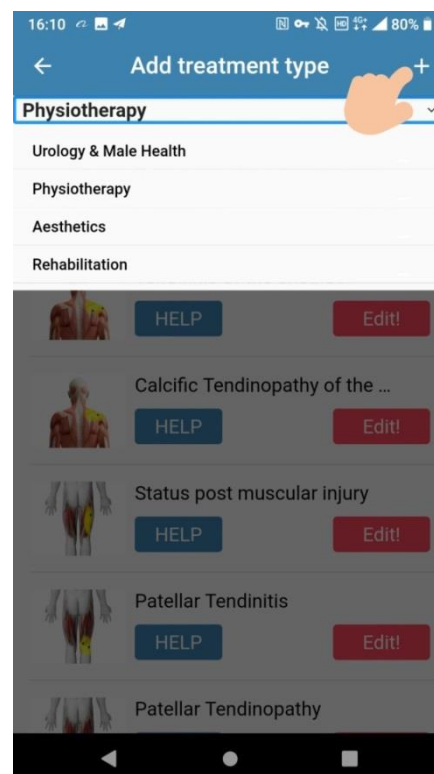 16:10 80%
Add treatment type
Physiotherapy
Urology & Male Health
Physiotherapy
Aesthetics
Rehabilitation
HELP Edit!
Calcific Tendinopathy of the ...
HELP Edit!
Status post muscular injury
HELP Edit!
Patellar Tendinitis
HELP Edit!
Patellar Tendinopathy